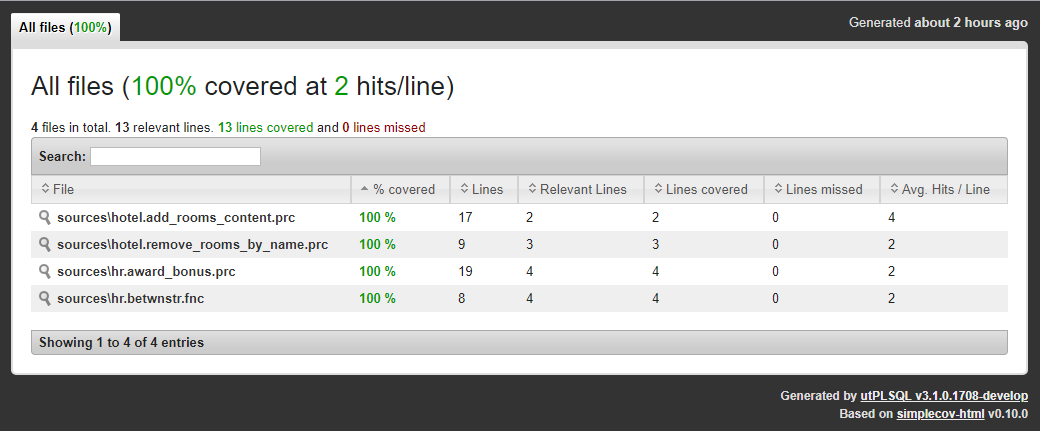 All files (100%)
Generated about 2 hours ago
All files (100% covered at 2 hits/line)
4 files in total. 13 relevant lines. 13 lines covered and 0 lines missed
Search:
File % covered Lines Relevant Lines Lines covered Lines missed Avg. Hits / Line
sources\hotel.add_rooms_content.prc 100 % 17 2 2 0 4
sources\hotel.remove_rooms_by_name.prc 100 % 9 3 3 0 2
sources\hr.award_bonus.prc 100 % 19 4 4 0 2
sources\hr.betwnstr.fnc 100 % 8 4 4 0 2
Showing 1 to 4 of 4 entries
Generated by utPLSQL v3.1.0.1708-develop
Based on simplecov-html v0.10.0